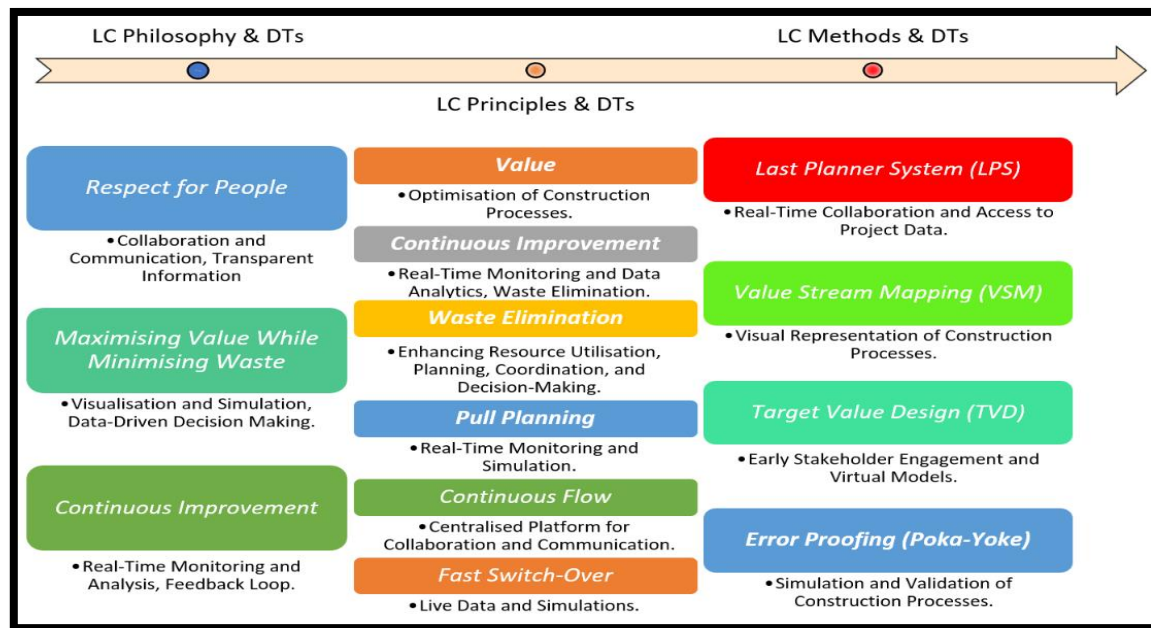 LC Philosophy & DTs
LC Methods & DTs
LC Principles & DTs
Respect for People
•Collaboration and
Communication, Transparent
Information
Maximising Value While
Minimising Waste
•Visualisation and Simulation,
Data-Driven Decision Making.
Continuous Improvement
•Real-Time Monitoring and
Analysis, Feedback Loop.
Value
•Optimisation of Construction
Processes.
Continuous Improvement
•Real-Time Monitoring and Data
Analytics, Waste Elimination.
Waste Elimination
•Enhancing Resource Utilisation,
Planning, Coordination, and
Decision-Making.
Pull Planning
•Real-Time Monitoring and
Simulation.
Continuous Flow
•Centralised Platform for
Collaboration and Communication.
Fast Switch-Over
•Live Data and Simulations.
Last Planner System (LPS)
•Real-Time Collaboration and Access to
Project Data.
Value Stream Mapping (VSM)
•Visual Representation of Construction
Processes.
Target Value Design (TVD)
•Early Stakeholder Engagement and
Virtual Models.
Error Proofing (Poka-Yoke)
•Simulation and Validation of
Construction Processes.